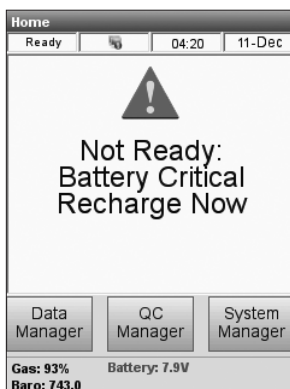 Home
Ready 04:20 11-Dec
Not Ready:
Battery Critical
Recharge Now
Data Manager QC Manager System Manager
Gas: 93% Battery: 7.9V
Baro: 743.0